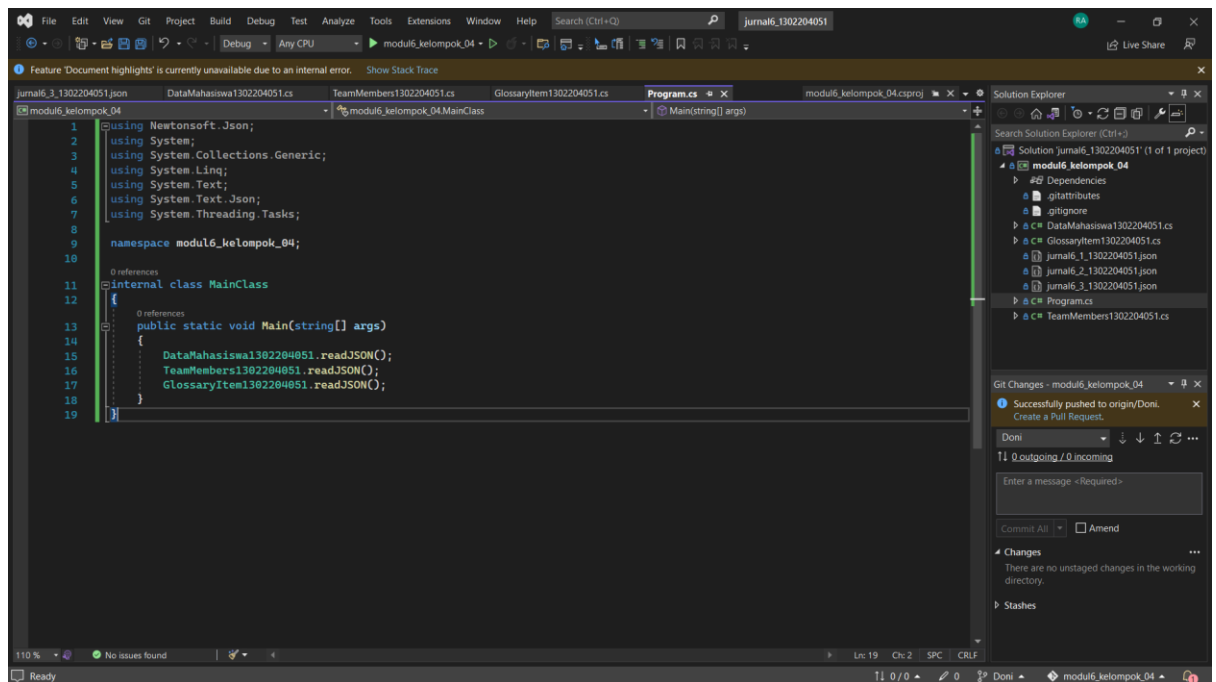 File Edit View Git Project Build Debug Test Analyze Tools Extensions Window Help Search (Ctrl+Q) jurnal6_1302204051 RA
Debug Any CPU modul6_kelompok_04 Live Share
Feature 'Document highlights' is currently unavailable due to an internal error. Show Stack Trace
jurnal6_3_1302204051.json DataMahasiswa1302204051.cs TeamMembers1302204051.cs GlossaryItem1302204051.cs Program.cs modul6_kelompok_04.csproj
modul6_kelompok_04 modul6_kelompok_04.MainClass Main(string[] args)
1 using Newtonsoft.Json;
2 using System;
3 using System.Collections.Generic;
4 using System.Linq;
5 using System.Text;
6 using System.Text.Json;
7 using System.Threading.Tasks;
8
9 namespace modul6_kelompok_04;
10
0 references
11 internal class MainClass
12 {
0 references
13 public static void Main(string[] args)
14 {
15 DataMahasiswa1302204051.readJSON();
16 TeamMembers1302204051.readJSON();
17 GlossaryItem1302204051.readJSON();
18 }
19 }
110 % No issues found Ln: 19 Ch: 2 SPC CRLF
Solution Explorer
Search Solution Explorer (Ctrl+;)
Solution 'jurnal6_1302204051' (1 of 1 project)
modul6_kelompok_04
Dependencies
.gitattributes
.gitignore
C# DataMahasiswa1302204051.cs
C# GlossaryItem1302204051.cs
jurnal6_1_1302204051.json
jurnal6_2_1302204051.json
jurnal6_3_1302204051.json
C# Program.cs
C# TeamMembers1302204051.cs
Git Changes - modul6_kelompok_04
Successfully pushed to origin/Doni.
Create a Pull Request.
Doni
0 outgoing / 0 incoming
Enter a message <Required>
Commit All Amend
Changes
There are no unstaged changes in the working
directory.
Stashes
Ready 0 / 0 0 Doni modul6_kelompok_04